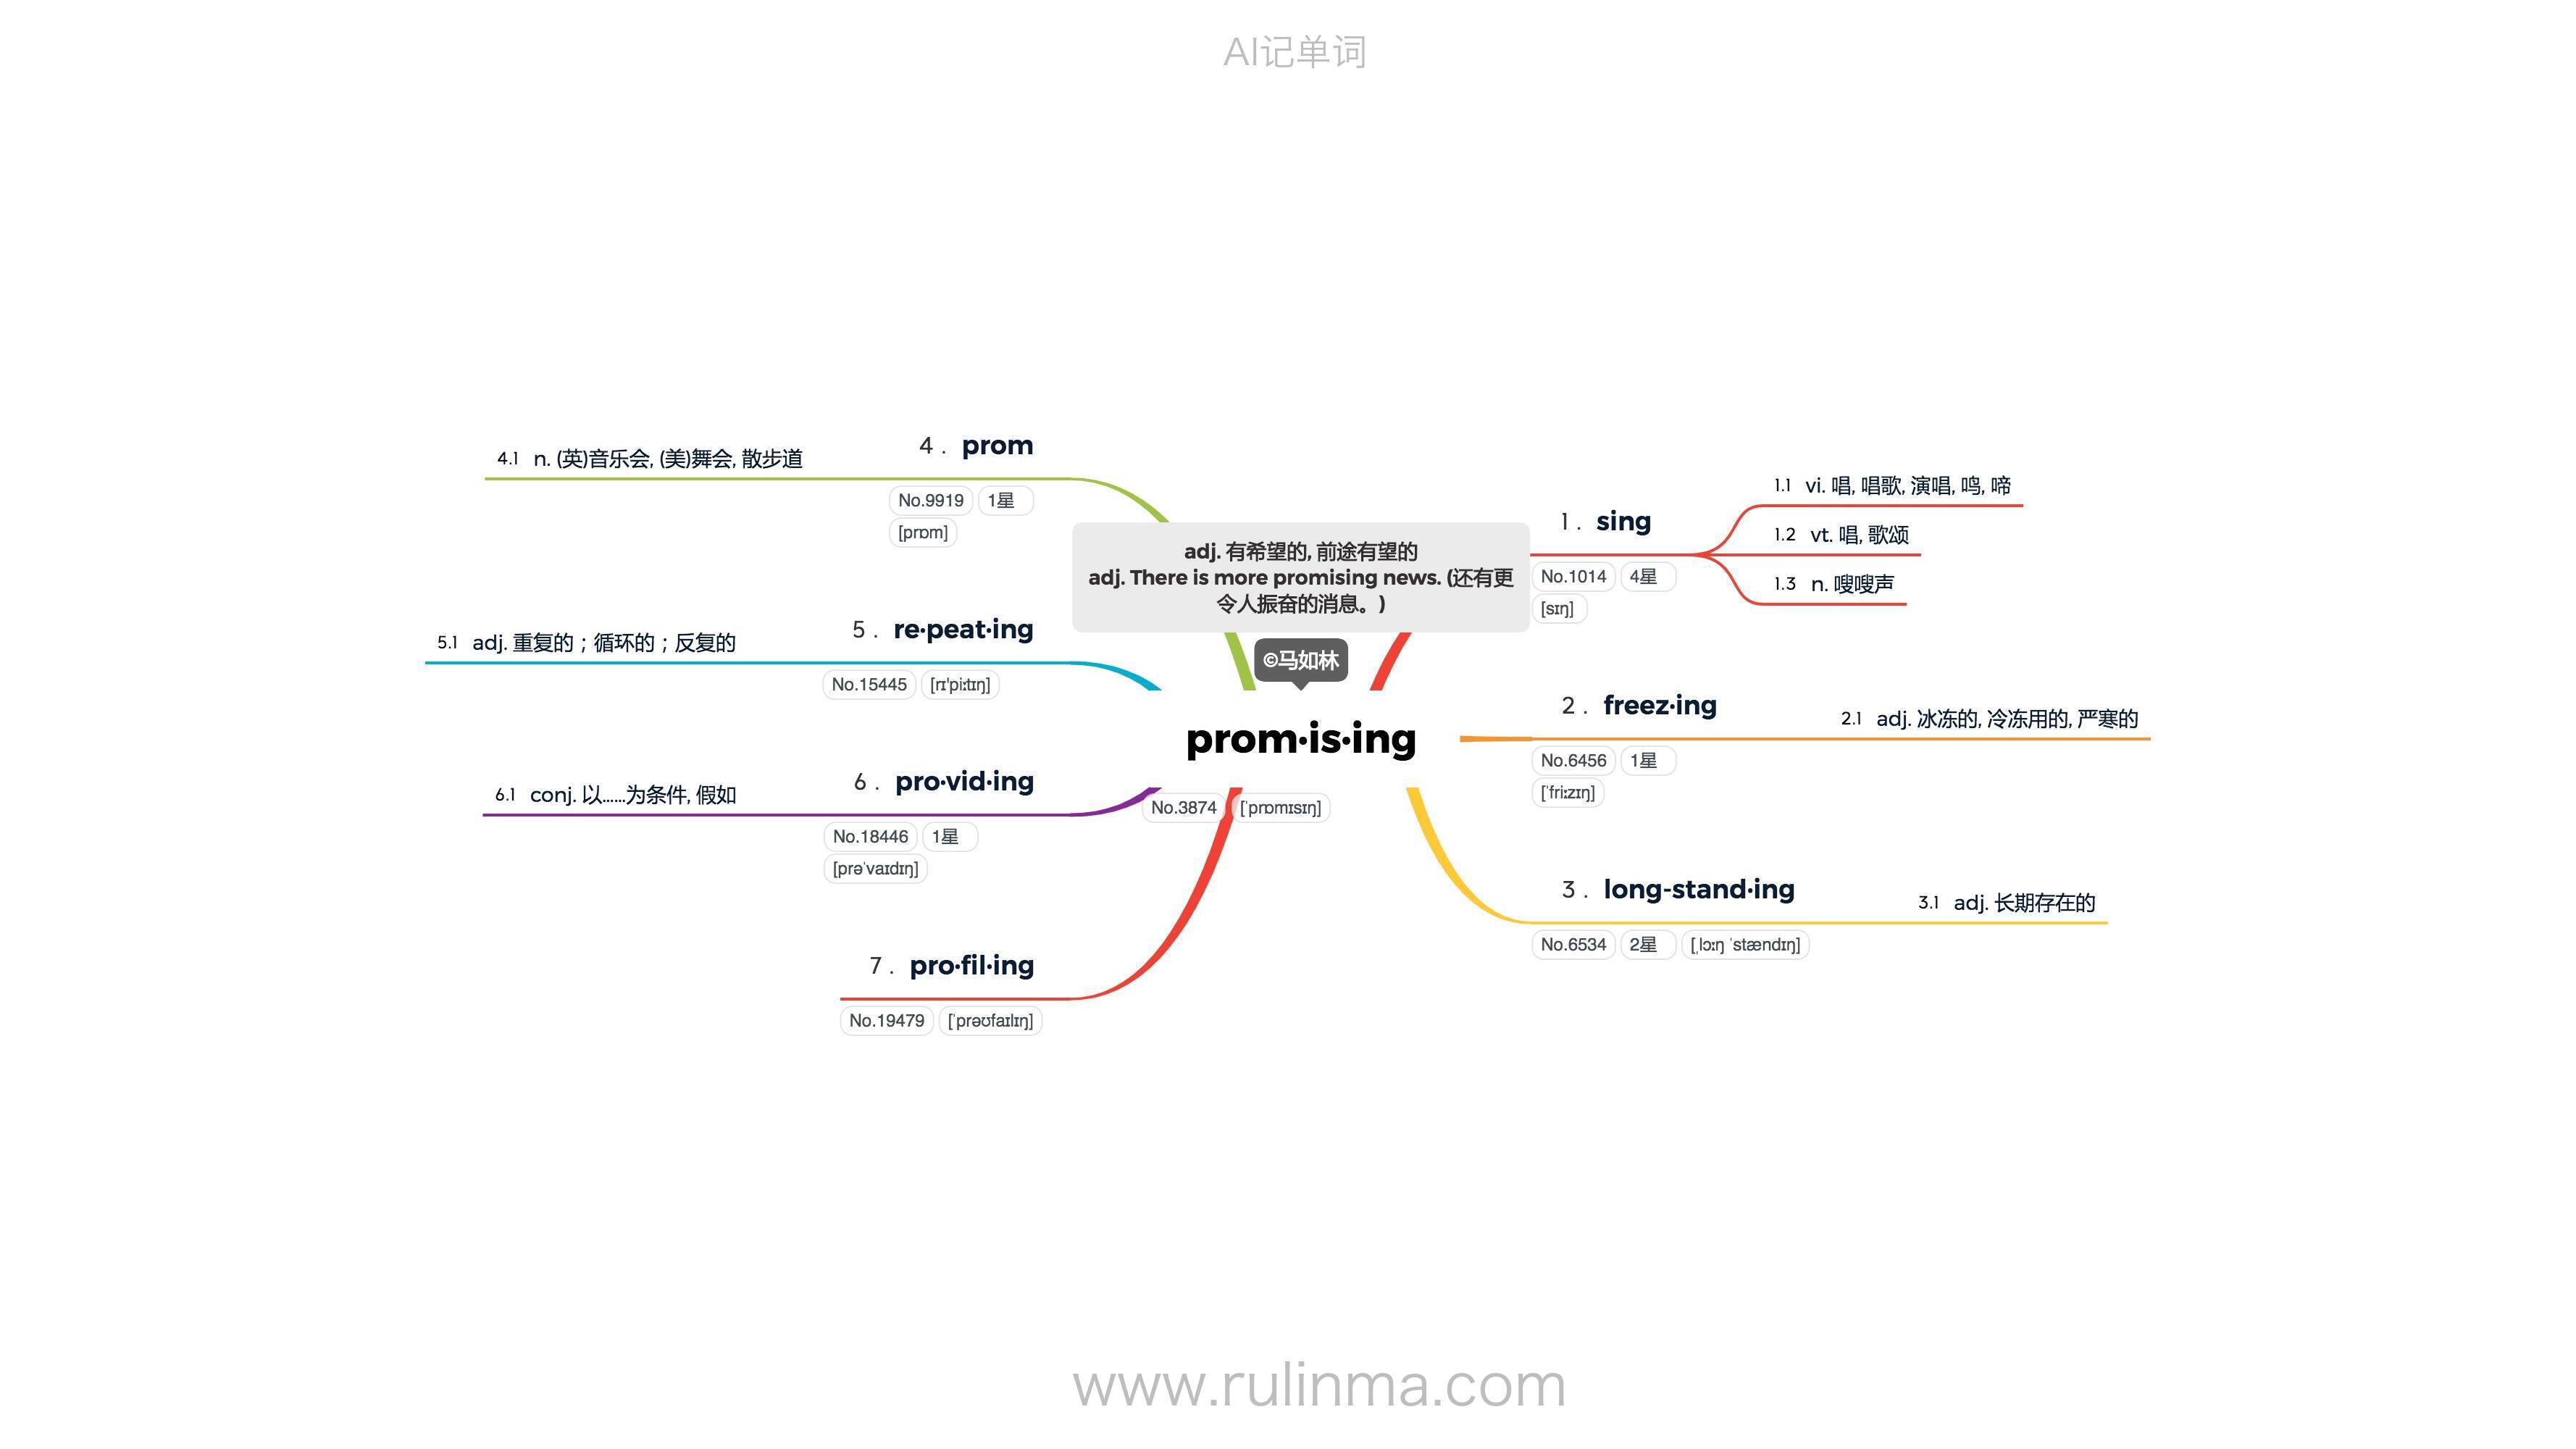 AI记单词
adj. 有希望的, 前途有望的
adj. There is more promising news. (还有更
令人振奋的消息。)
©马如林
prom·is·ing
No.3874 [ˈprɒmɪsɪŋ]
1. sing
No.1014 4星
[sɪŋ]
1.1 vi. 唱, 唱歌, 演唱, 鸣, 啼
1.2 vt. 唱, 歌颂
1.3 n. 嗖嗖声
2. freez·ing
No.6456 1星
[ˈfriːzɪŋ]
2.1 adj. 冰冻的, 冷冻用的, 严寒的
3. long-stand·ing
No.6534 2星 [ˌlɔːŋ ˈstændɪŋ]
3.1 adj. 长期存在的
4. prom
No.9919 1星
[prɒm]
4.1 n. (英)音乐会, (美)舞会, 散步道
5. re·peat·ing
No.15445 [rɪ'piːtɪŋ]
5.1 adj. 重复的；循环的；反复的
6. pro·vid·ing
No.18446 1星
[prəˈvaɪdɪŋ]
6.1 conj. 以……为条件, 假如
7. pro·fil·ing
No.19479 [ˈprəʊfaɪlɪŋ]
www.rulinma.com